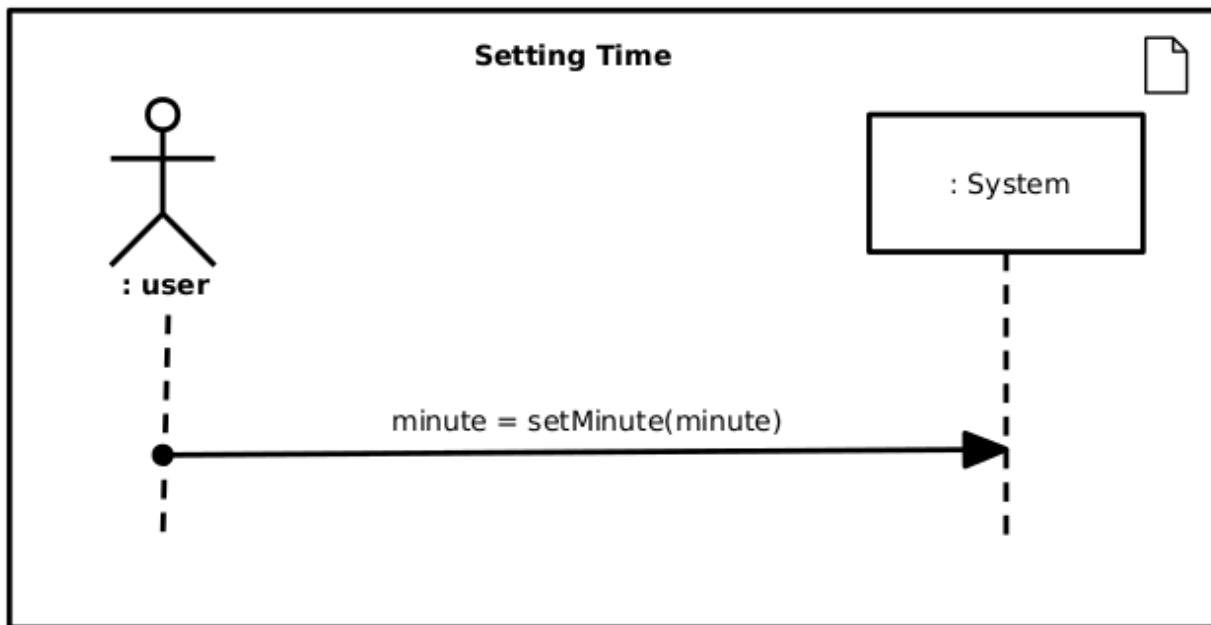 Setting Time
: System
: user
minute = setMinute(minute)